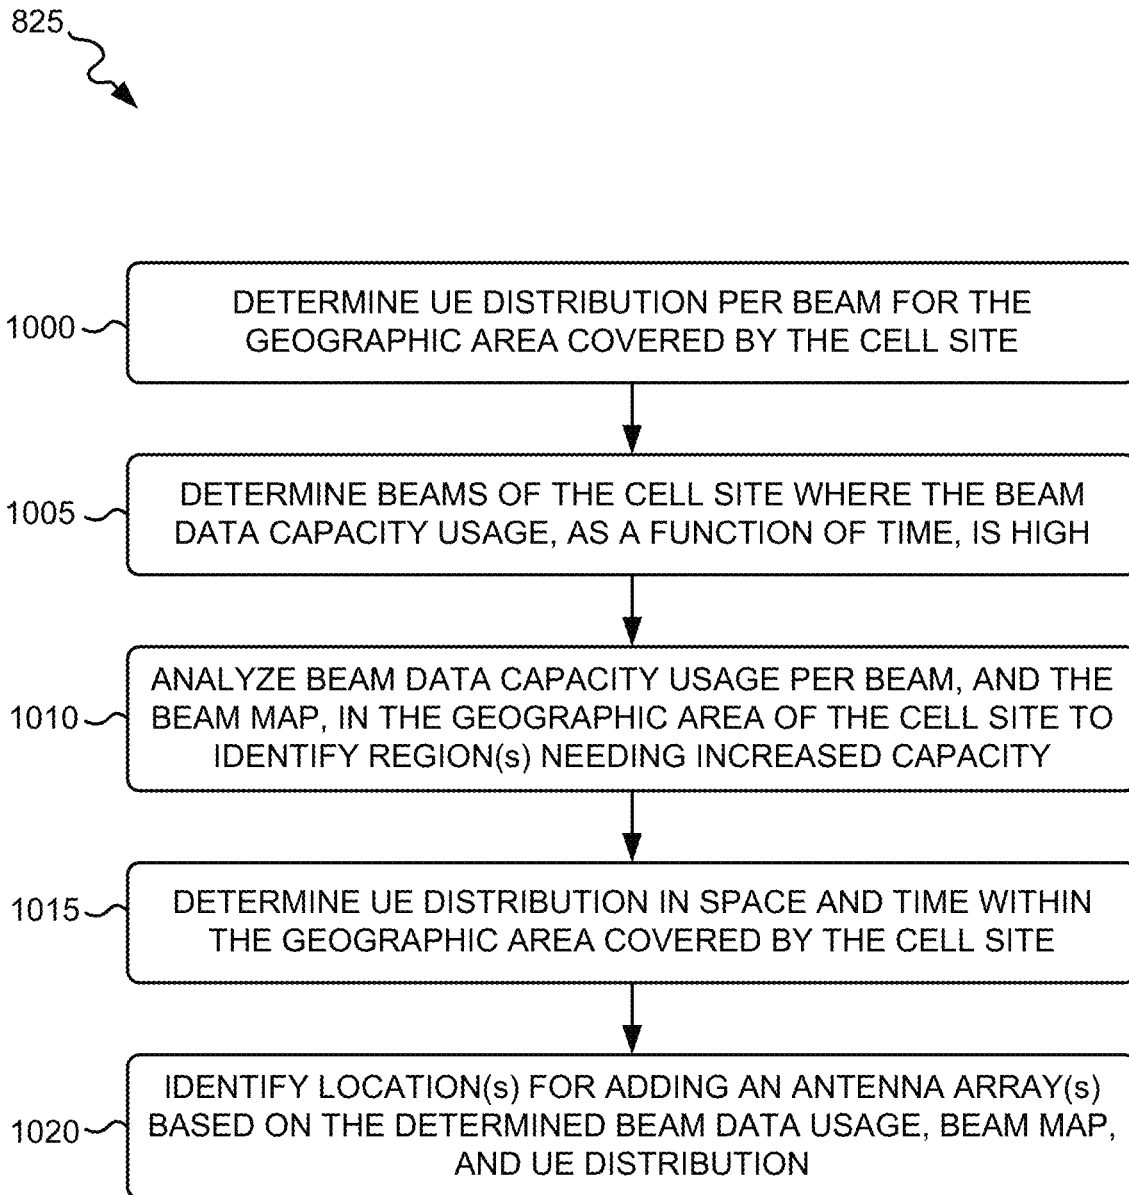 825
1000
DETERMINE UE DISTRIBUTION PER BEAM FOR THE
GEOGRAPHIC AREA COVERED BY THE CELL SITE
1005
DETERMINE BEAMS OF THE CELL SITE WHERE THE BEAM
DATA CAPACITY USAGE, AS A FUNCTION OF TIME, IS HIGH
1010
ANALYZE BEAM DATA CAPACITY USAGE PER BEAM, AND THE
BEAM MAP, IN THE GEOGRAPHIC AREA OF THE CELL SITE TO
IDENTIFY REGION(s) NEEDING INCREASED CAPACITY
1015
DETERMINE UE DISTRIBUTION IN SPACE AND TIME WITHIN
THE GEOGRAPHIC AREA COVERED BY THE CELL SITE
1020
IDENTIFY LOCATION(s) FOR ADDING AN ANTENNA ARRAY(s)
BASED ON THE DETERMINED BEAM DATA USAGE, BEAM MAP,
AND UE DISTRIBUTION